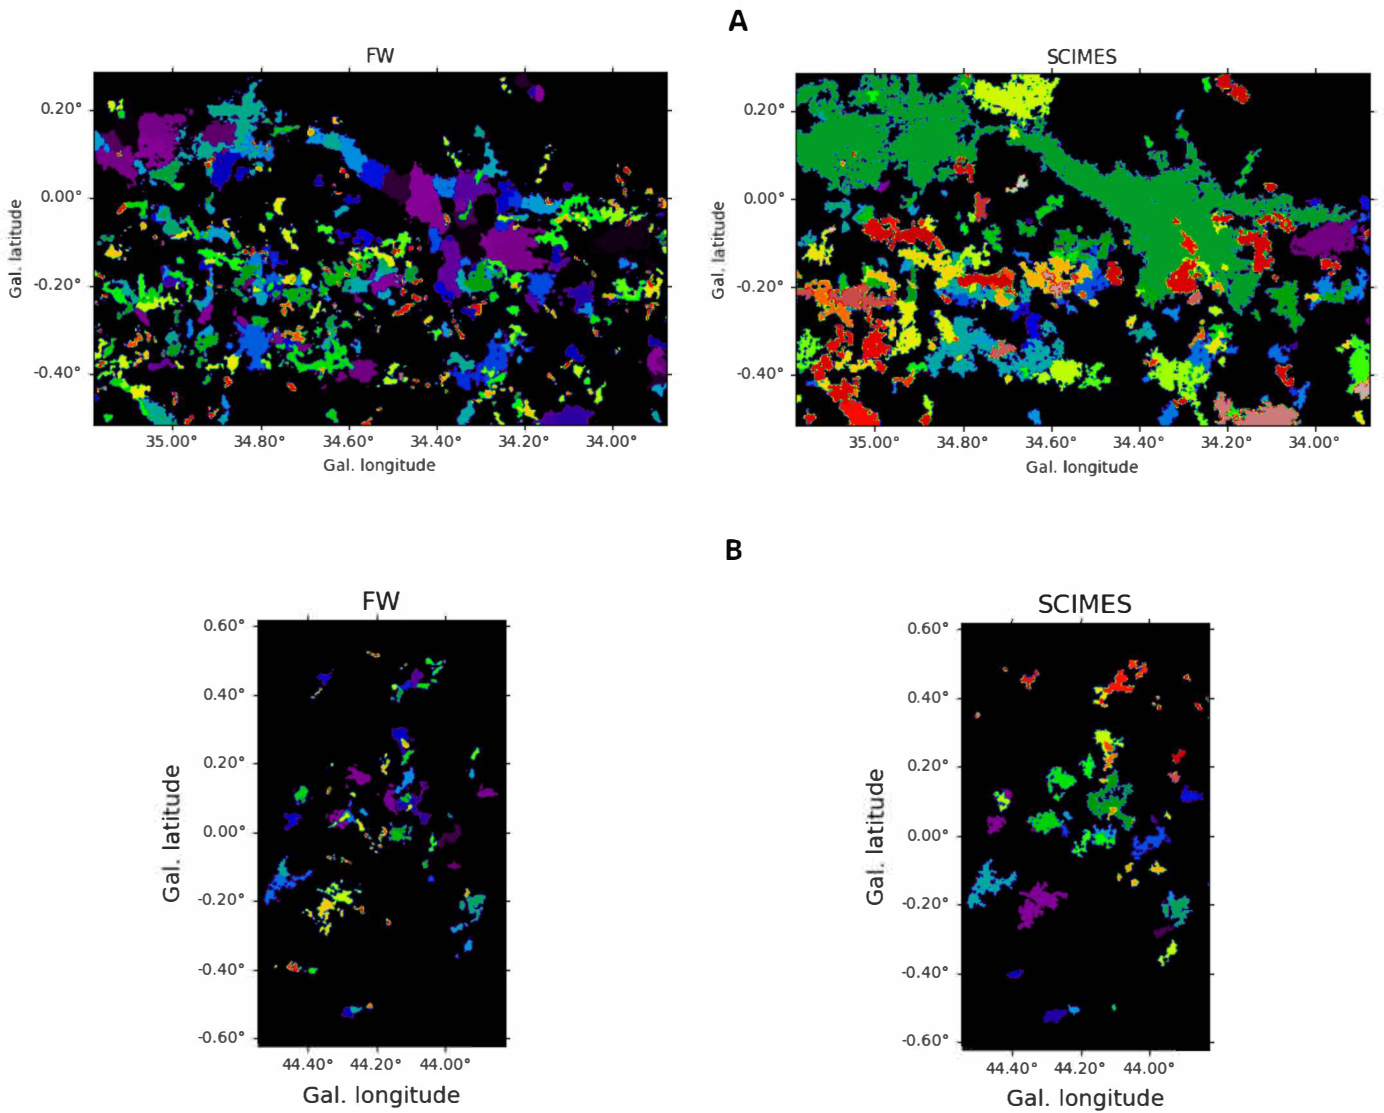 A
FW
SCIMES
0.20°
0.00°
-0.20°
-0.40°
Gal. latitude
35.00° 34.80° 34.60° 34.40° 34.20° 34.00°
Gal. longitude
0.20°
0.00°
-0.20°
-0.40°
Gal. latitude
35.00° 34.80° 34.60° 34.40° 34.20° 34.00°
Gal. longitude
B
FW
SCIMES
0.60°
0.40°
0.20°
0.00°
-0.20°
-0.40°
-0.60°
Gal. latitude
44.40° 44.20° 44.00°
Gal. longitude
0.60°
0.40°
0.20°
0.00°
-0.20°
-0.40°
-0.60°
Gal. latitude
44.40° 44.20° 44.00°
Gal. longitude